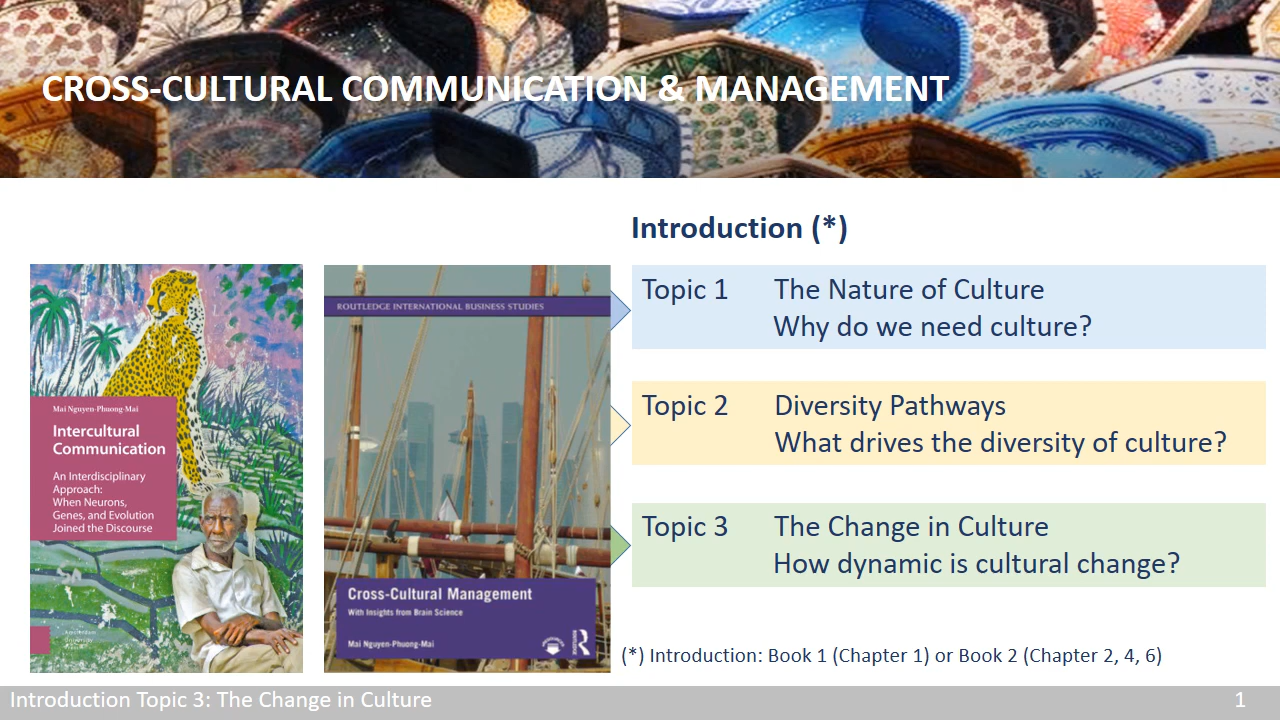 CROSS-CULTURAL COMMUNICATION & MANAGEMENT
Introduction (*)
Mai Nguyen-Phuong-Mai
Intercultural
Communication
An Interdisciplinary
Approach:
When Neurons,
Genes, and Evolution
Joined the Discourse
Amsterdam
University
ROUTLEDGE INTERNATIONAL BUSINESS STUDIES
Cross-Cultural Management
With Insights from Brain Science
Mai Nguyen-Phuong-Mai
R
ROUTLEDGE
Topic 1 The Nature of Culture
Why do we need culture?
Topic 2 Diversity Pathways
What drives the diversity of culture?
Topic 3 The Change in Culture
How dynamic is cultural change?
(*) Introduction: Book 1 (Chapter 1) or Book 2 (Chapter 2, 4, 6)
Introduction Topic 3: The Change in Culture 1